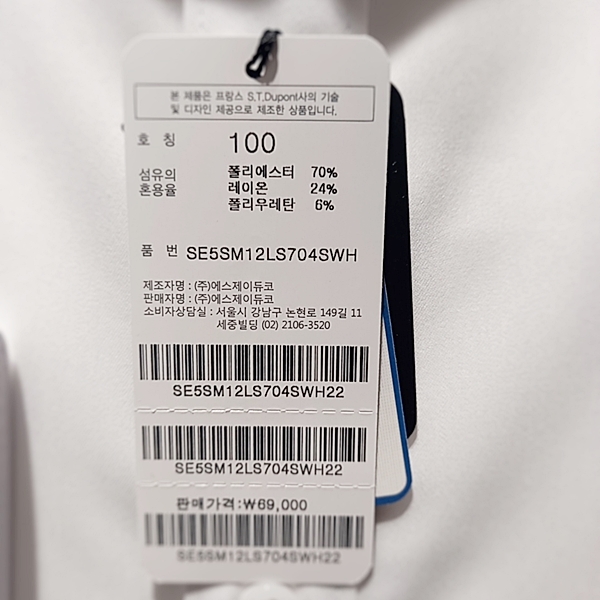 본 제품은 프랑스 S.T.Dupont사의 기술
및 디자인 제공으로 제조한 상품입니다.
호 칭 100
섬유의 혼용율
폴리에스터 70%
레이온 24%
폴리우레탄 6%
품 번 SE5SM12LS704SWH
제조자명 : (주)에스제이듀코
판매자명 : (주)에스제이듀코
소비자상담실 : 서울시 강남구 논현로 149길 11
세중빌딩 (02) 2106-3520
SE5SM12LS704SWH22
SE5SM12LS704SWH22
판매가격:₩69,000
SE5SM12LS704SWH22